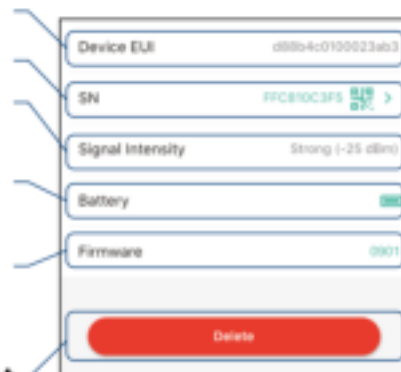 Device EUI d88b4c0100023ab3
SN FFC810C3F5
Signal Intensity Strong (-25 dBm)
Battery
Firmware 0901
Delete